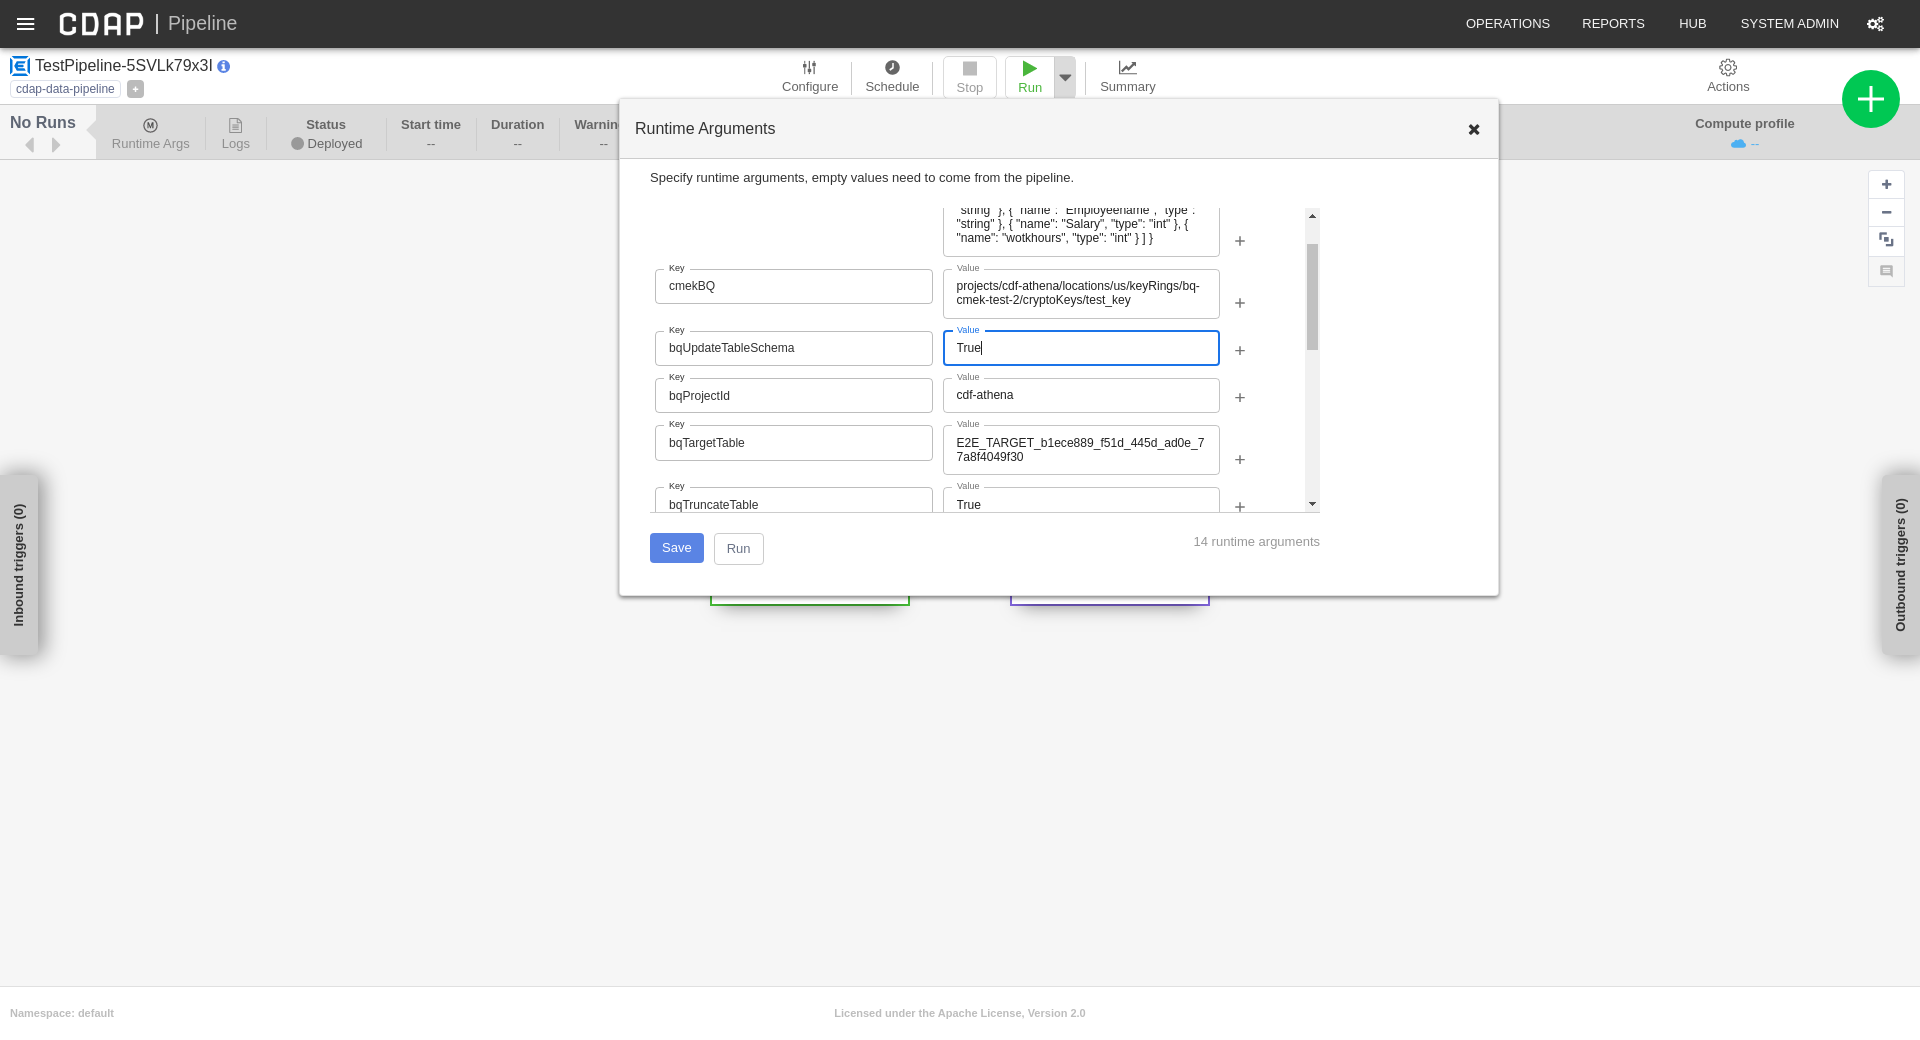 CDAP | Pipeline
OPERATIONS
REPORTS
HUB
SYSTEM ADMIN
TestPipeline-5SVLk79x3I
cdap-data-pipeline
Configure
Schedule
Stop
Run
Summary
Actions
No Runs
Runtime Args
Logs
Status
Deployed
Start time
--
Duration
--
Warnin
--
Compute profile
--
Runtime Arguments
Specify runtime arguments, empty values need to come from the pipeline.
"string" }, { "name": "Employeename", "type":
"string" }, { "name": "Salary", "type": "int" }, {
"name": "wotkhours", "type": "int" } ] }
Key
cmekBQ
Value
projects/cdf-athena/locations/us/keyRings/bq-
cmek-test-2/cryptoKeys/test_key
Key
bqUpdateTableSchema
Value
True
Key
bqProjectId
Value
cdf-athena
Key
bqTargetTable
Value
E2E_TARGET_b1ece889_f51d_445d_ad0e_7
7a8f4049f30
Key
bqTruncateTable
Value
True
Save
Run
14 runtime arguments
Inbound triggers (0)
Outbound triggers (0)
Namespace: default
Licensed under the Apache License, Version 2.0